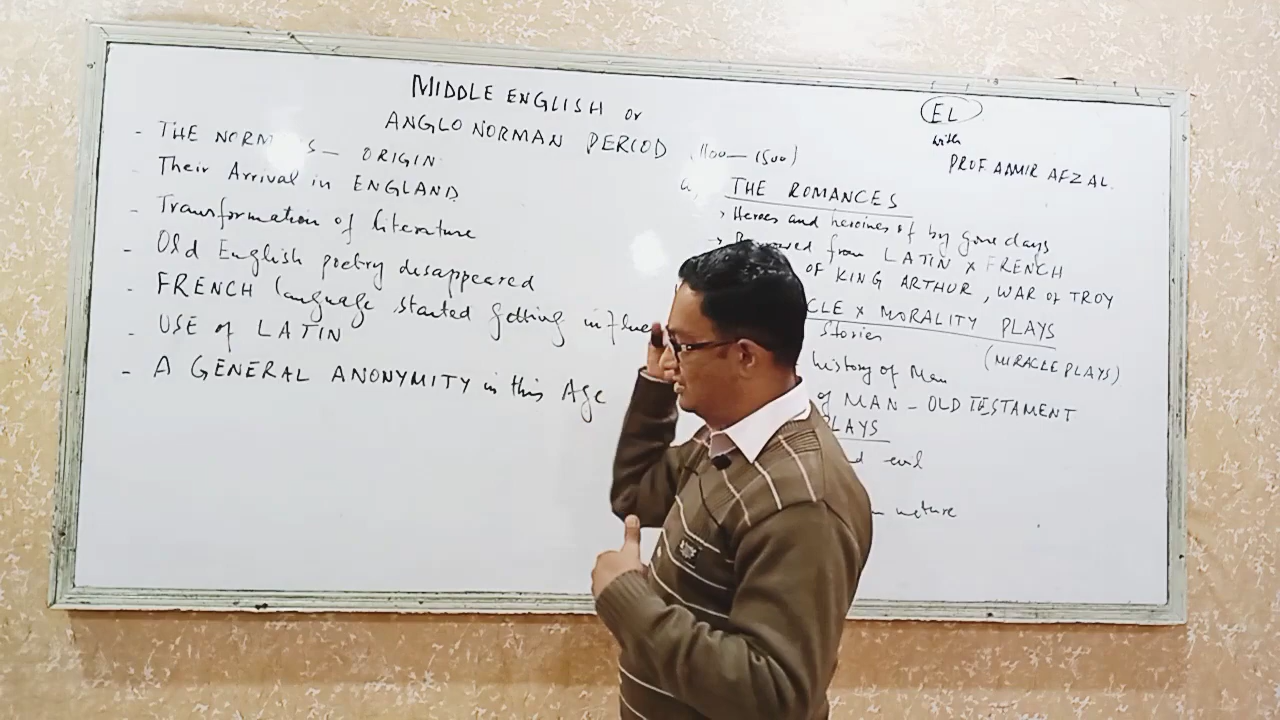 MIDDLE ENGLISH or
ANGLO NORMAN PERIOD (1100 — 1500)
EL
with
PROF. AAMIR AFZAL.
- THE NORM S — ORIGIN
- Their Arrival in ENGLAND
- Transformation of literature
- Old English poetry disappeared
- FRENCH language started getting influe
- USE of LATIN
- A GENERAL ANONYMITY in this Age
THE ROMANCES
Heroes and heroines of by gone days
from LATIN x FRENCH
OF KING ARTHUR, WAR of TROY
CLE x MORALITY PLAYS
Stories (MIRACLE PLAYS)
history of Man
of MAN - OLD TESTAMENT
PLAYS
d evil
n nature